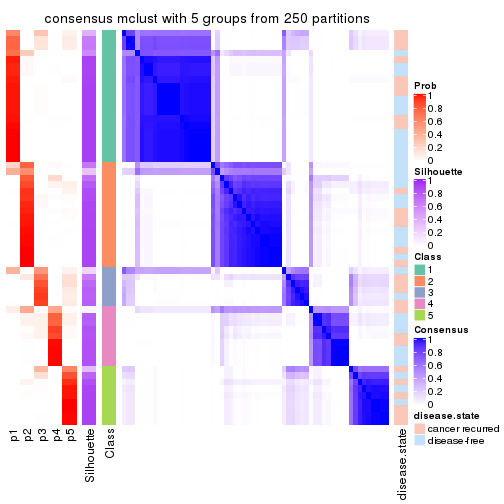 consensus mclust with 5 groups from 250 partitions
Prob
1
0.8
0.6
0.4
0.2
0
Silhouette
1
0.8
0.6
0.4
0.2
0
Class
1
2
3
4
5
Consensus
1
0.8
0.6
0.4
0.2
0
disease.state
cancer recurred
disease-free
p1
p2
p3
p4
p5
Silhouette
Class
disease.state